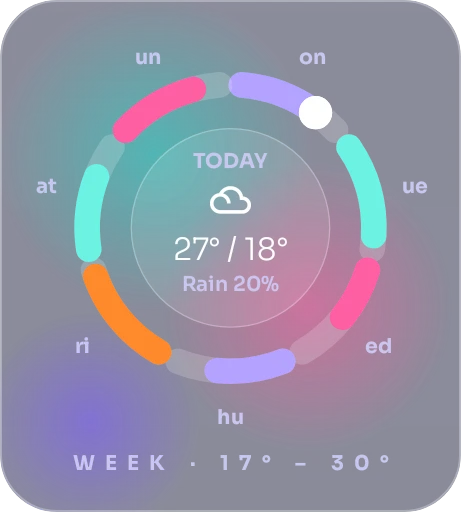 un
on
at
TODAY
ue
27° / 18°
Rain 20%
ri
ed
hu
WEEK · 17° – 30°